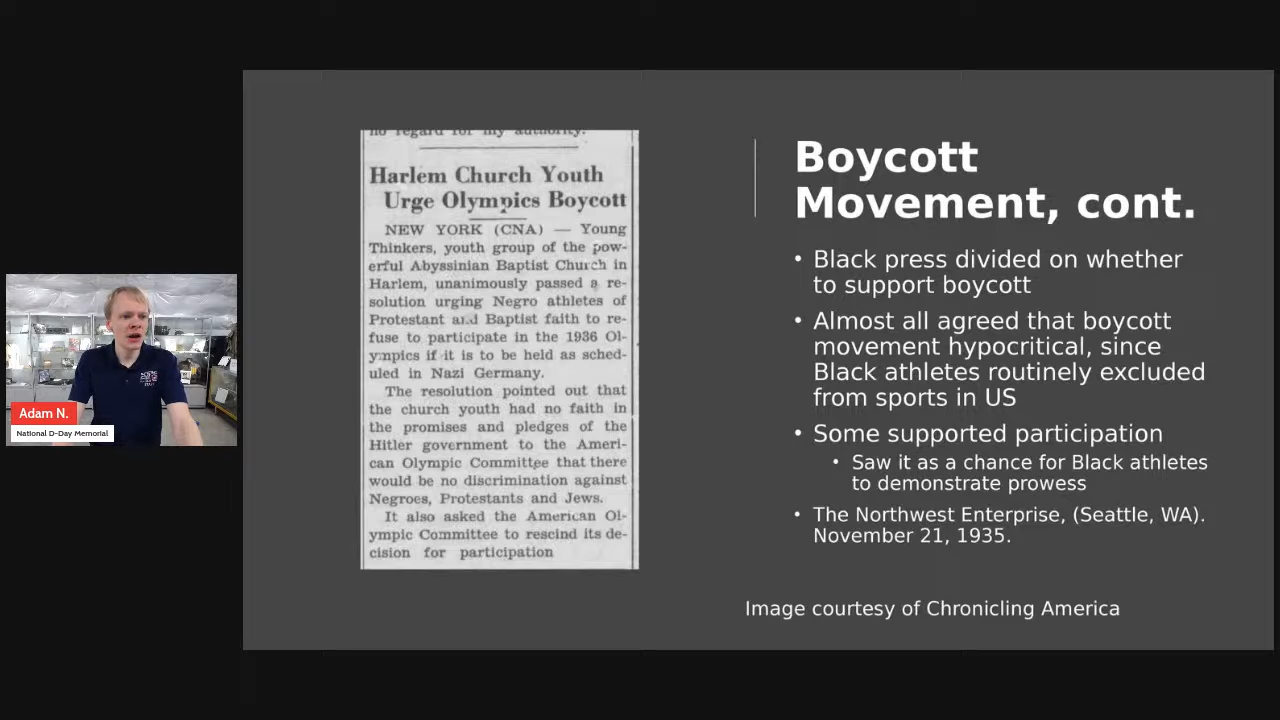 no regard for my authority.
Harlem Church Youth
Urge Olympics Boycott
NEW YORK (CNA) — Young
Thinkers, youth group of the pow-
erful Abyssinian Baptist Church in
Harlem, unanimously passed a re-
solution urging Negro athletes of
Protestant and Baptist faith to re-
fuse to participate in the 1936 Ol-
ympics if it is to be held as sched-
uled in Nazi Germany.
The resolution pointed out that
the church youth had no faith in
the promises and pledges of the
Hitler government to the Ameri-
can Olympic Committee that there
would be no discrimination against
Negroes, Protestants and Jews.
It also asked the American Ol-
ympic Committee to rescind its de-
cision for participation
Boycott
Movement, cont.
• Black press divided on whether
to support boycott
• Almost all agreed that boycott
movement hypocritical, since
Black athletes routinely excluded
from sports in US
• Some supported participation
• Saw it as a chance for Black athletes
to demonstrate prowess
• The Northwest Enterprise, (Seattle, WA).
November 21, 1935.
Image courtesy of Chronicling America
Adam N.
National D-Day Memorial